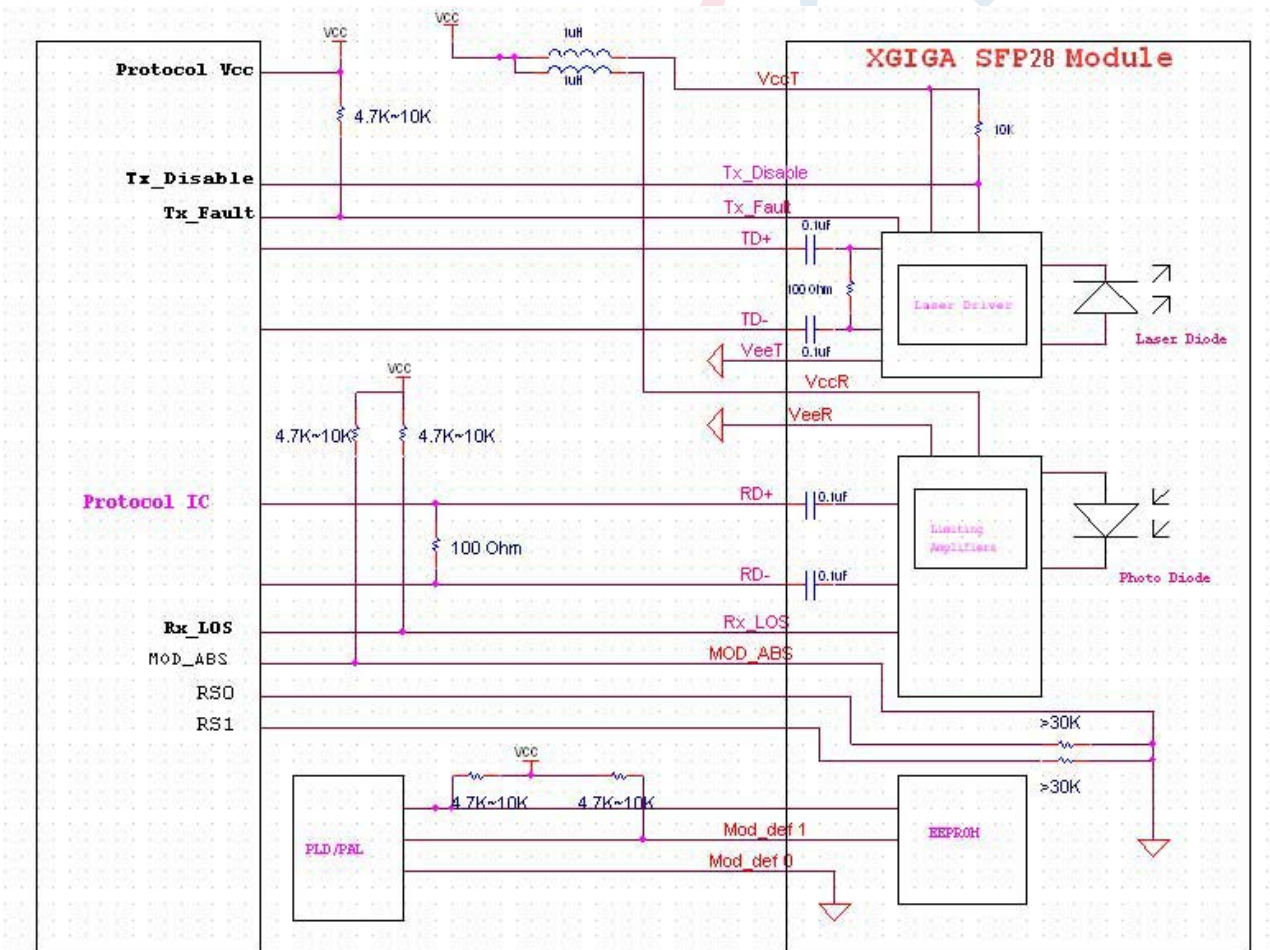 VCC
VCC
1uH
XGIGA SFP28 Module
Protocol Vcc
1uH
VccT
4.7K~10K
10K
Tx_Disable
Tx_Disable
Tx_Fault
Tx_Fault
0.1uF
TD+
100 Ohm
Laser Driver
TD-
Laser Diode
VeeT
0.1uF
VCC
VccR
VeeR
4.7K~10K
4.7K~10K
Protocol IC
RD+
0.1uF
Limiting
Amplifiers
100 Ohm
RD-
0.1uF
Photo Diode
Rx_LOS
Rx_LOS
MOD_ABS
MOD_ABS
RS0
RS1
>30K
VCC
>30K
4.7K~10K
4.7K~10K
Mod_def 1
EEPROM
PLD/PAL
Mod_def 0